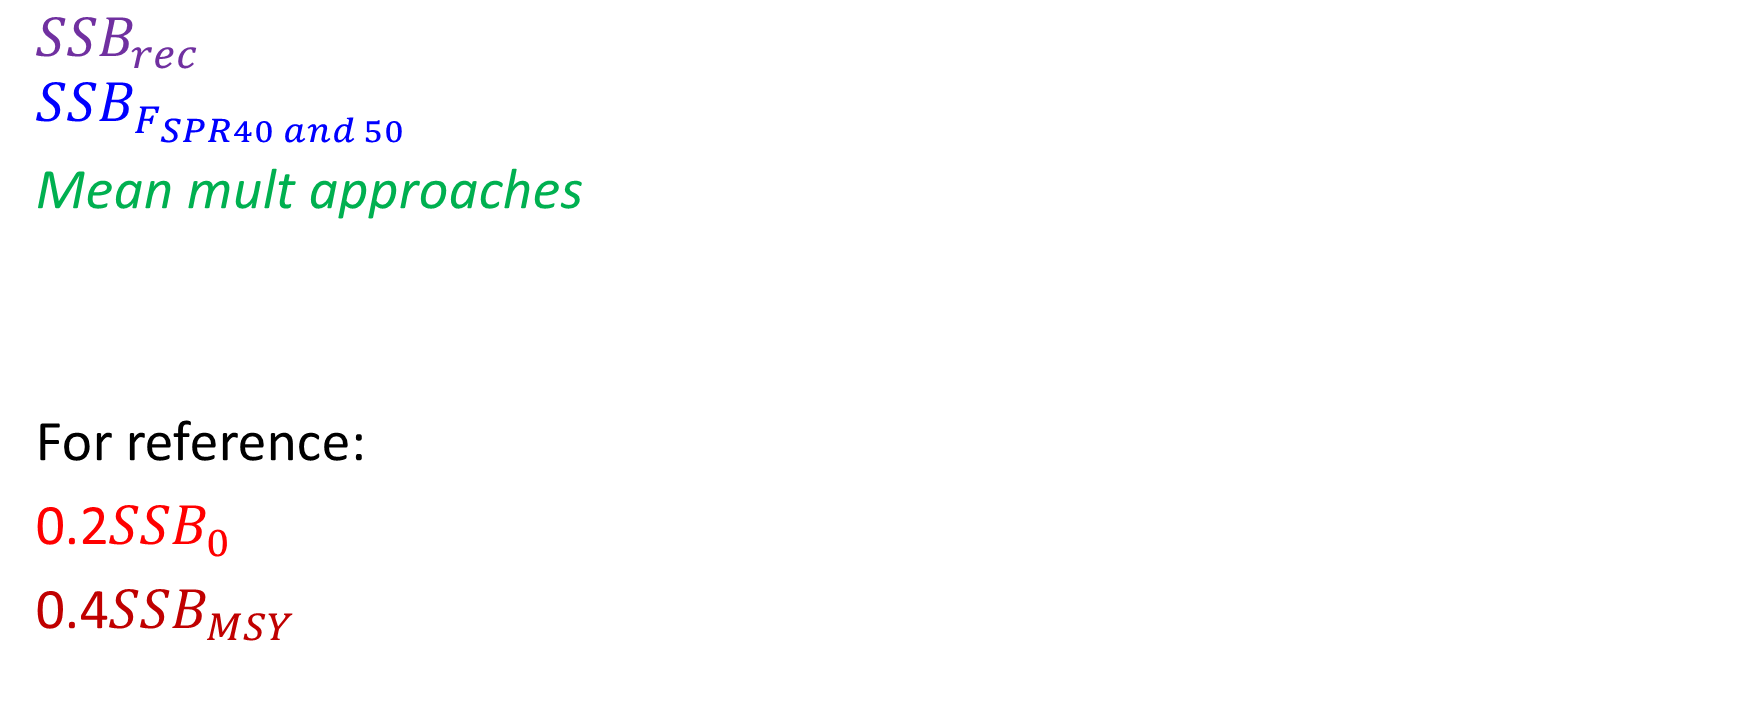 SSB_rec
SSB_F_SPR40 and 50
Mean mult approaches
For reference:
0.2SSB_0
0.4SSB_MSY